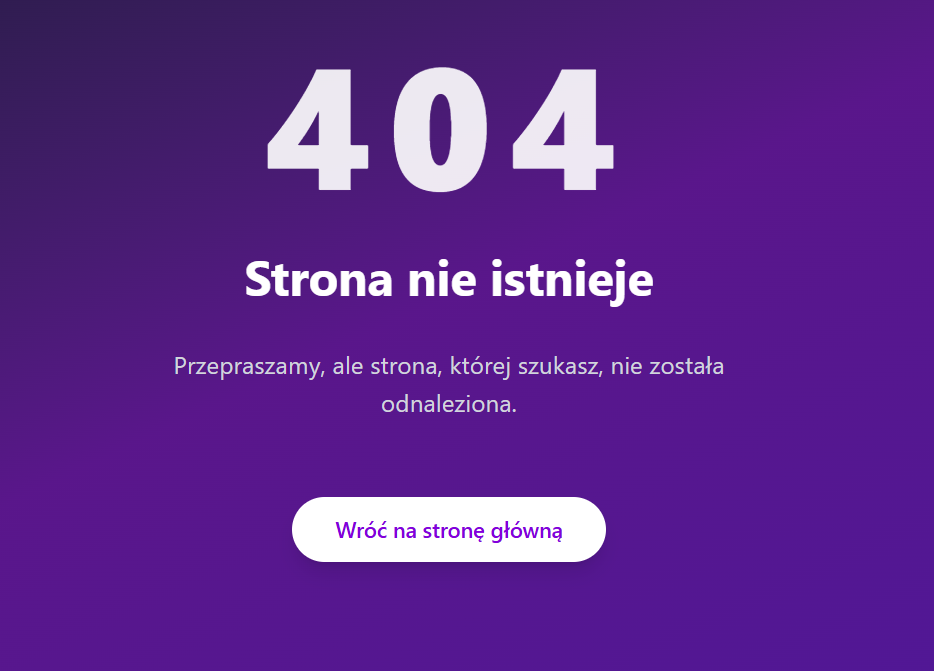 404
Strona nie istnieje
Przepraszamy, ale strona, której szukasz, nie została
odnaleziona.
Wróć na stronę główną